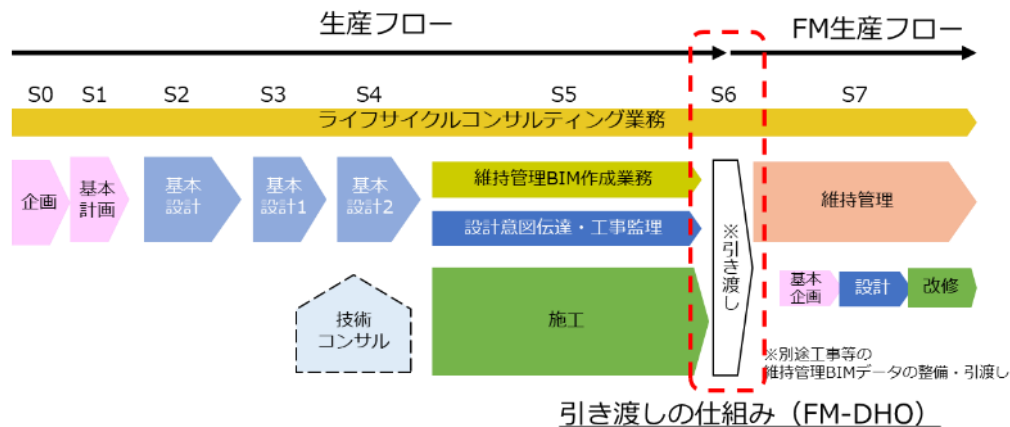 生産フロー
FM生産フロー
S0
S1
S2
S3
S4
S5
S6
S7
ライフサイクルコンサルティング業務
企画
基本
計画
基本
設計
基本
設計1
基本
設計2
維持管理BIM作成業務
設計意図伝達・工事監理
施工
技術
コンサル
※引き渡し
維持管理
基本
企画
設計
改修
※別途工事等の
維持管理BIMデータの整備・引渡し
引き渡しの仕組み（FM-DHO）